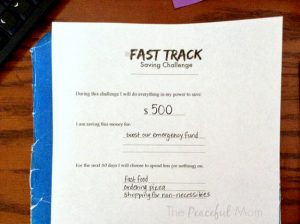 FAST TRACK
Saving Challenge
During this challenge I will do everything in my power to save:
$ 500
I am saving this money for:
boost our emergency fund
For the next 30 days I will choose to spend less (or nothing) on:
fast food
ordering pizza
shopping for non-necessities
The Peaceful Mom